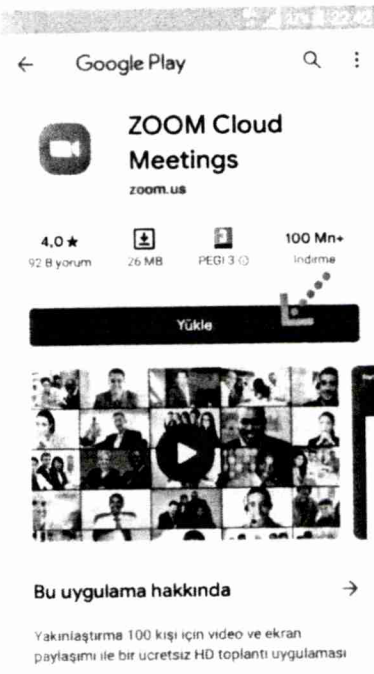 Google Play
ZOOM Cloud
Meetings
zoom.us
4,0 ★
92 B yorum
26 MB
PEGI 3
100 Mn+
İndirme
Yükle
Bu uygulama hakkında
Yakınlaştırma 100 kişi için video ve ekran
paylaşımı ile bir ücretsiz HD toplantı uygulaması